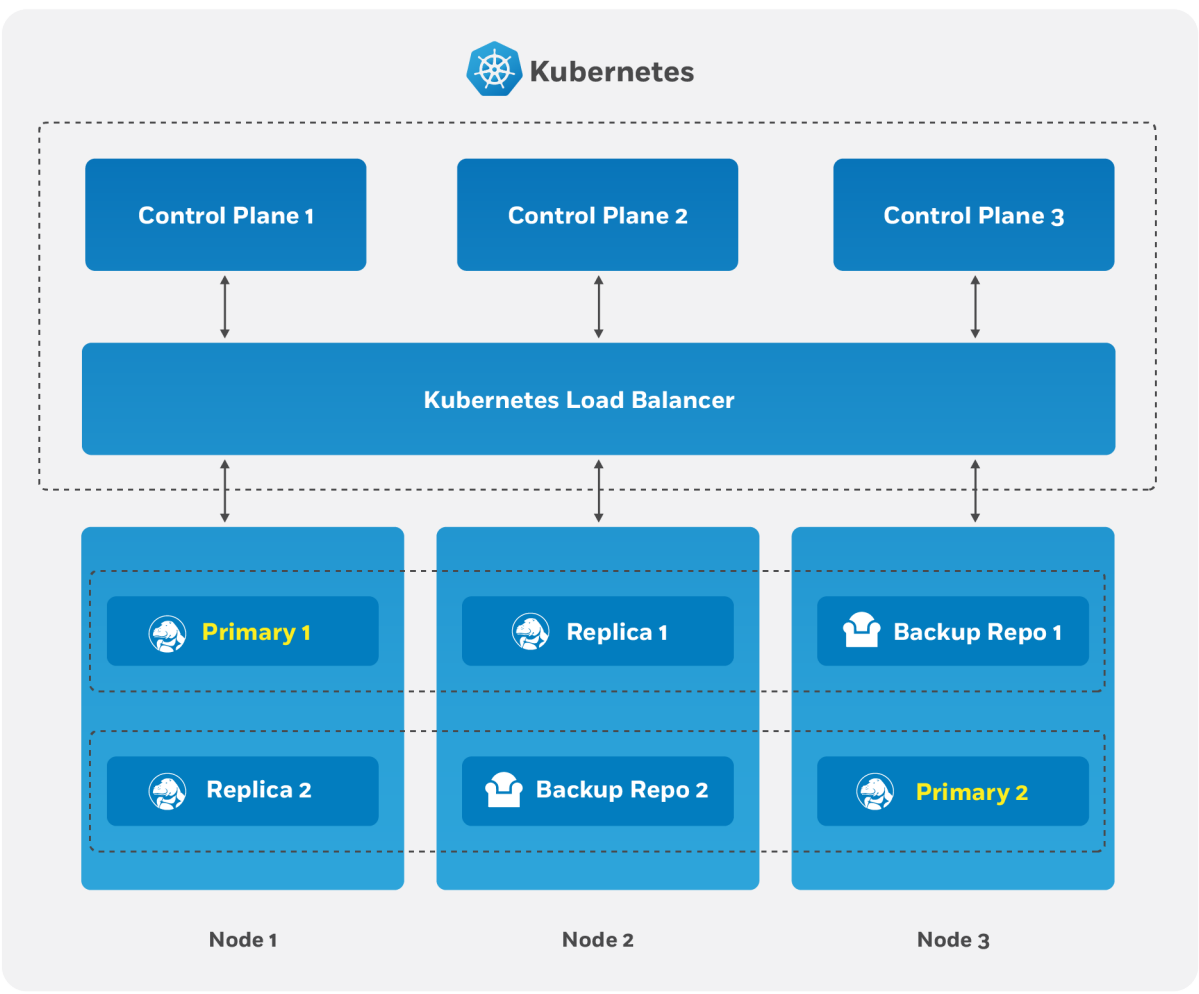 Kubernetes
Control Plane 1
Control Plane 2
Control Plane 3
Kubernetes Load Balancer
Primary 1
Replica 1
Backup Repo 1
Replica 2
Backup Repo 2
Primary 2
Node 1
Node 2
Node 3